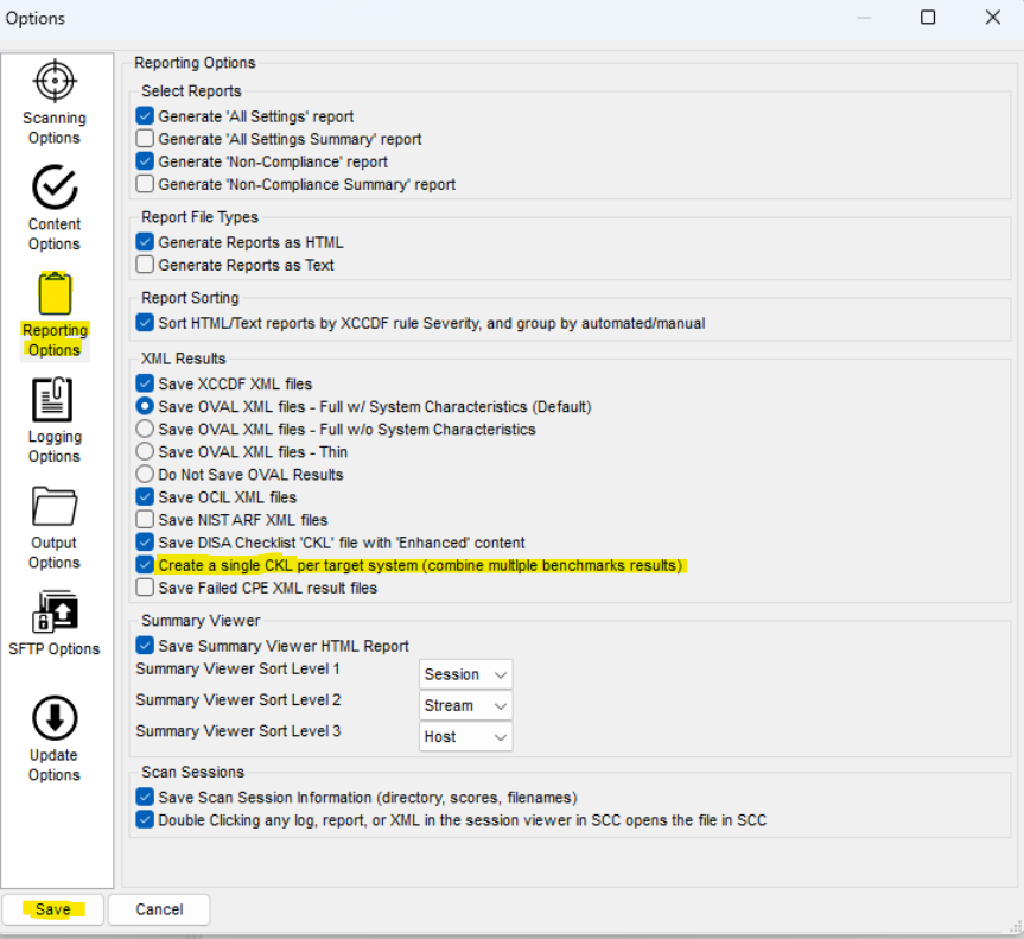 Options
Scanning
Options
Content
Options
Reporting
Options
Logging
Options
Output
Options
SFTP Options
Update
Options
Reporting Options
Select Reports
Generate 'All Settings' report
Generate 'All Settings Summary' report
Generate 'Non-Compliance' report
Generate 'Non-Compliance Summary' report
Report File Types
Generate Reports as HTML
Generate Reports as Text
Report Sorting
Sort HTML/Text reports by XCCDF rule Severity, and group by automated/manual
XML Results
Save XCCDF XML files
Save OVAL XML files - Full w/ System Characteristics (Default)
Save OVAL XML files - Full w/o System Characteristics
Save OVAL XML files - Thin
Do Not Save OVAL Results
Save OCIL XML files
Save NIST ARF XML files
Save DISA Checklist 'CKL' file with 'Enhanced' content
Create a single CKL per target system (combine multiple benchmarks results)
Save Failed CPE XML result files
Summary Viewer
Save Summary Viewer HTML Report
Summary Viewer Sort Level 1 Session
Summary Viewer Sort Level 2 Stream
Summary Viewer Sort Level 3 Host
Scan Sessions
Save Scan Session Information (directory, scores, filenames)
Double Clicking any log, report, or XML in the session viewer in SCC opens the file in SCC
Save Cancel